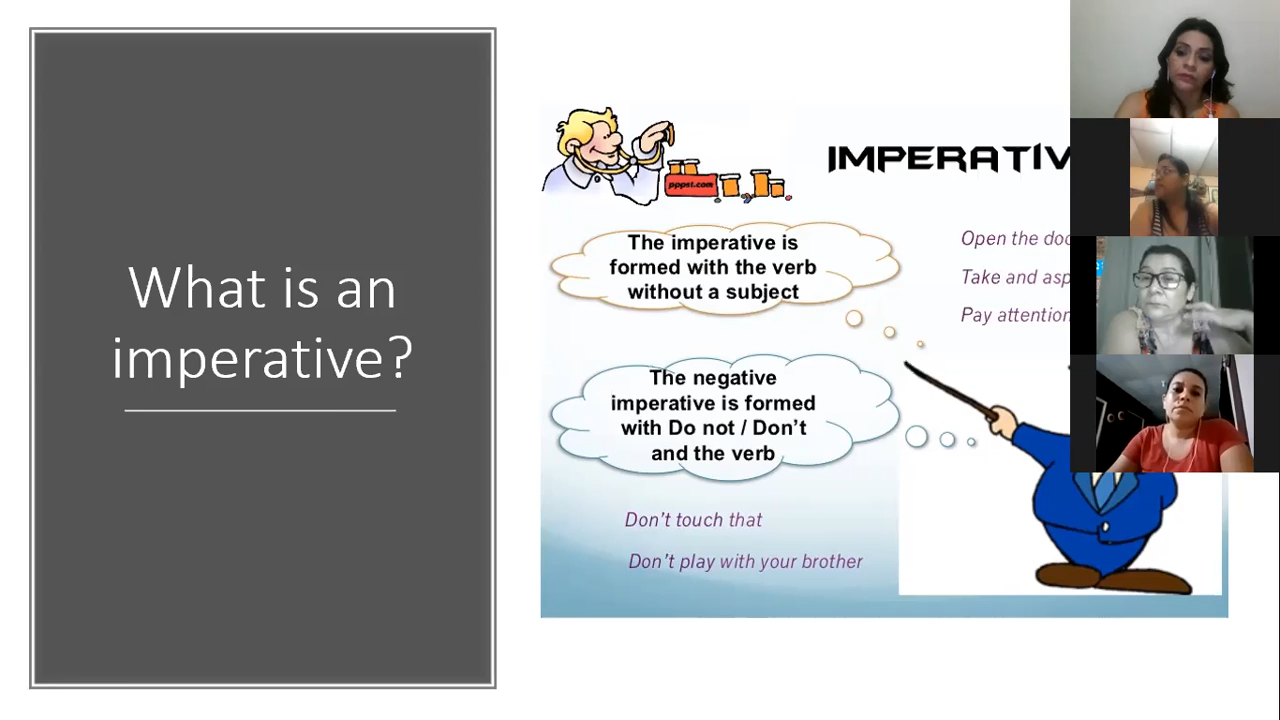 What is an
imperative?
pppst.com
IMPERATIV
The imperative is
formed with the verb
without a subject
Open the doo
Take and asp
Pay attention
The negative
imperative is formed
with Do not / Don't
and the verb
Don't touch that
Don't play with your brother